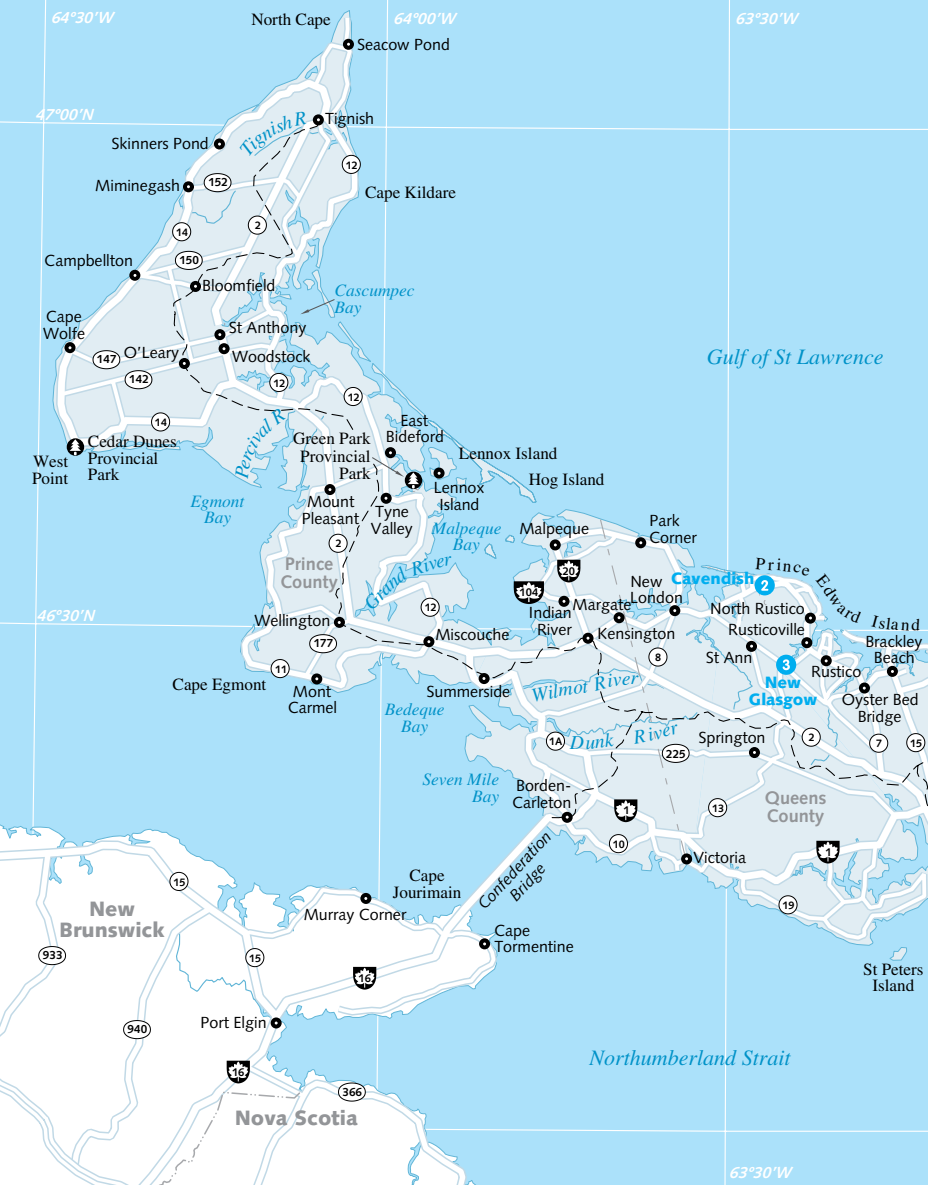 64°30'W
64°00'W
63°30'W
North Cape
Seacow Pond
47°00'N
Tignish R
Tignish
Skinners Pond
12
Miminegash
152
Cape Kildare
14
2
Campbellton
150
Bloomfield
Cascumpec
Bay
Cape
Wolfe
St Anthony
147
O'Leary
Woodstock
Gulf of St Lawrence
142
12
12
14
Percival R
East
Bideford
Green Park
Provincial
Park
Cedar Dunes
Provincial
Park
West
Point
Lennox Island
Hog Island
Lennox
Island
Egmont
Bay
Mount
Pleasant
Tyne
Valley
Malpeque
Bay
Malpeque
Park
Corner
2
Prince
County
Grand River
20
104
Cavendish
2
Prince Edward Island
New
London
12
Indian
River
Margate
North Rustico
46°30'N
Wellington
177
Miscouche
Kensington
Rusticoville
Brackley
Beach
8
St Ann
3
New
Glasgow
Rustico
11
Cape Egmont
Mont
Carmel
Summerside
Wilmot River
Oyster Bed
Bridge
Bedeque
Bay
1A
Dunk River
225
Springton
2
7
15
Seven Mile
Bay
Borden-
Carleton
1
13
Queens
County
10
Victoria
1
Confederation
Bridge
19
15
Cape
Jourimain
Murray Corner
New
Brunswick
Cape
Tormentine
933
15
16
St Peters
Island
Port Elgin
940
Northumberland Strait
16
366
Nova Scotia
63°30'W